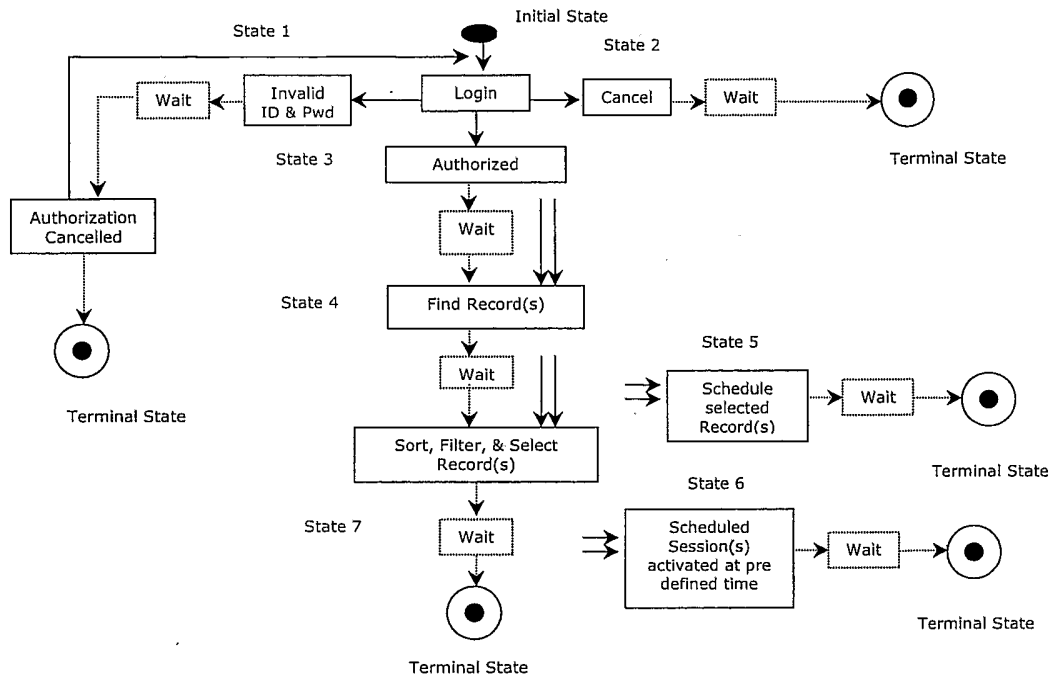 Initial State
State 1
State 2
Wait
Invalid
ID & Pwd
Login
Cancel
Wait
Terminal State
State 3
Authorized
Authorization
Cancelled
Wait
State 4
Find Record(s)
Terminal State
Wait
State 5
Schedule
selected
Record(s)
Wait
Terminal State
Sort, Filter, & Select
Record(s)
State 6
State 7
Wait
Scheduled
Session(s)
activated at pre
defined time
Wait
Terminal State
Terminal State